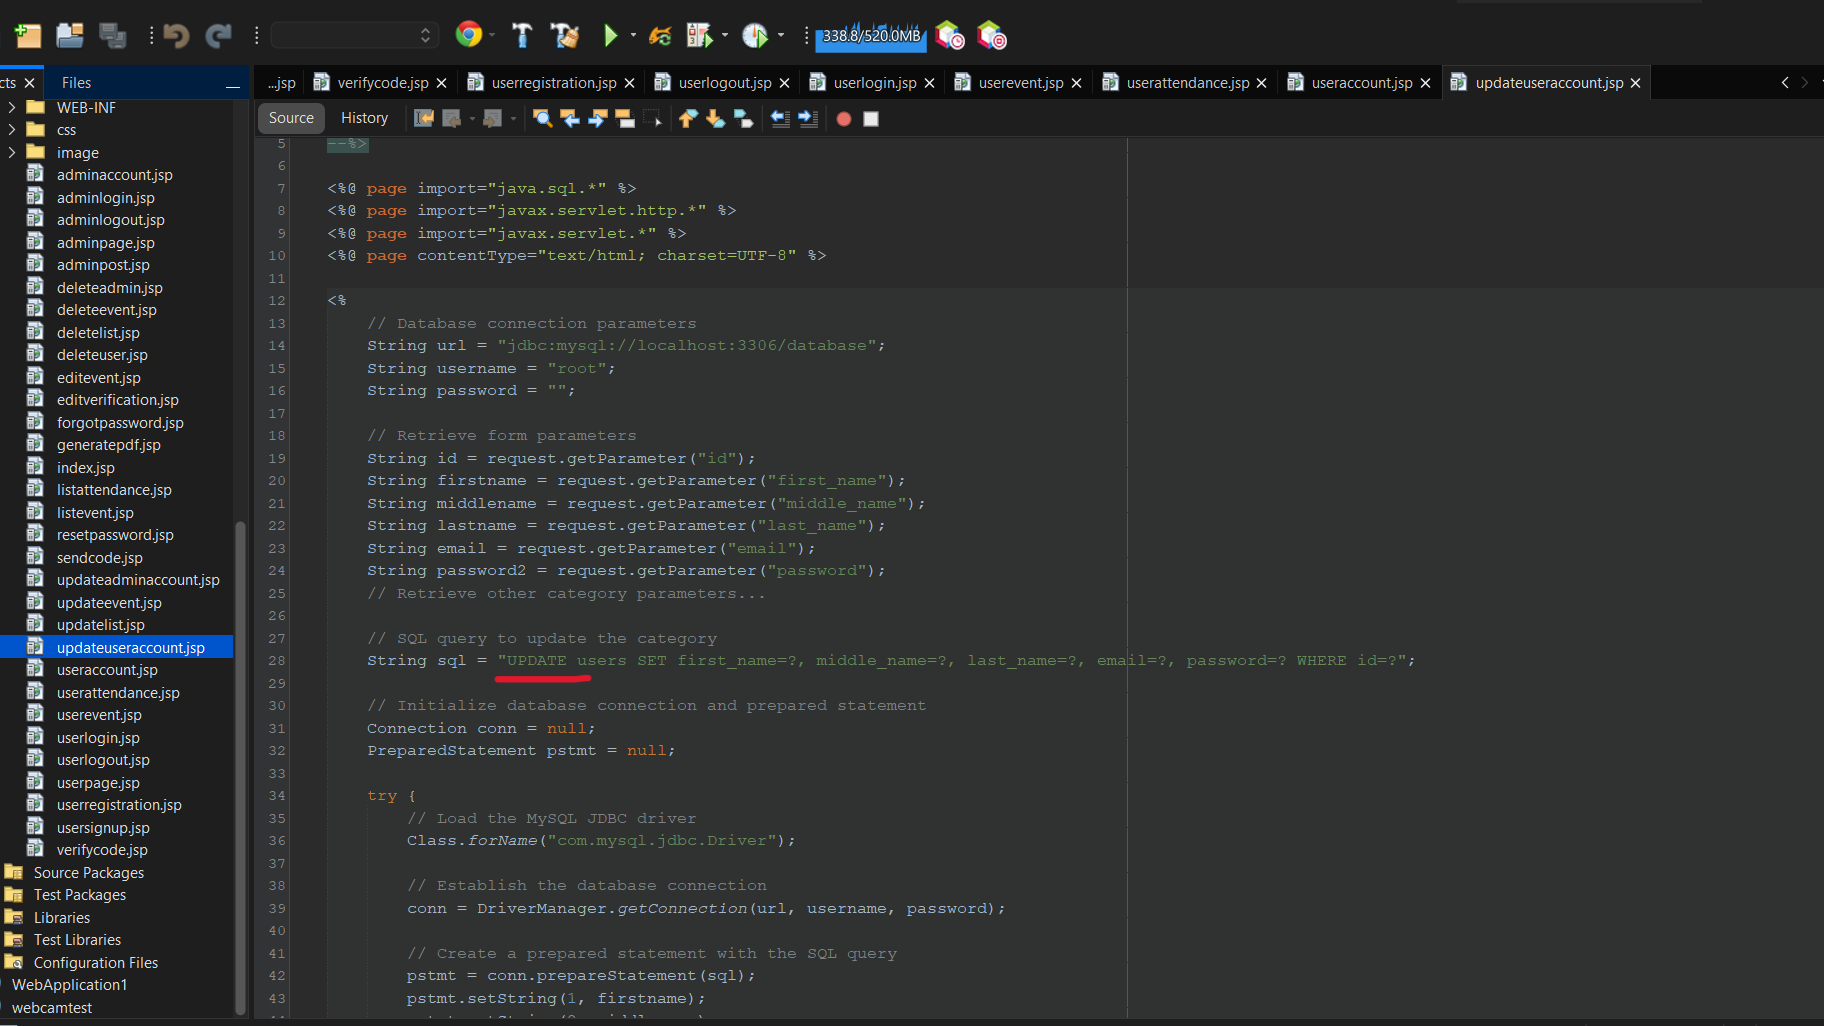 338.8/520.0MB
cts
Files
...jsp
verifycode.jsp
userregistration.jsp
userlogout.jsp
userlogin.jsp
userevent.jsp
userattendance.jsp
useraccount.jsp
updateuseraccount.jsp
Source
History
WEB-INF
css
image
adminaccount.jsp
adminlogin.jsp
adminlogout.jsp
adminpage.jsp
adminpost.jsp
deleteadmin.jsp
deleteevent.jsp
deletelist.jsp
deleteuser.jsp
editevent.jsp
editverification.jsp
forgotpassword.jsp
generatepdf.jsp
index.jsp
listattendance.jsp
listevent.jsp
resetpassword.jsp
sendcode.jsp
updateadminaccount.jsp
updateevent.jsp
updatelist.jsp
updateuseraccount.jsp
useraccount.jsp
userattendance.jsp
userevent.jsp
userlogin.jsp
userlogout.jsp
userpage.jsp
userregistration.jsp
usersignup.jsp
verifycode.jsp
Source Packages
Test Packages
Libraries
Test Libraries
Configuration Files
WebApplication1
webcamtest
5 --%>
6
7 <%@ page import="java.sql.*" %>
8 <%@ page import="javax.servlet.http.*" %>
9 <%@ page import="javax.servlet.*" %>
10 <%@ page contentType="text/html; charset=UTF-8" %>
11
12 <%
13 // Database connection parameters
14 String url = "jdbc:mysql://localhost:3306/database";
15 String username = "root";
16 String password = "";
17
18 // Retrieve form parameters
19 String id = request.getParameter("id");
20 String firstname = request.getParameter("first_name");
21 String middlename = request.getParameter("middle_name");
22 String lastname = request.getParameter("last_name");
23 String email = request.getParameter("email");
24 String password2 = request.getParameter("password");
25 // Retrieve other category parameters...
26
27 // SQL query to update the category
28 String sql = "UPDATE users SET first_name=?, middle_name=?, last_name=?, email=?, password=? WHERE id=?";
29
30 // Initialize database connection and prepared statement
31 Connection conn = null;
32 PreparedStatement pstmt = null;
33
34 try {
35 // Load the MySQL JDBC driver
36 Class.forName("com.mysql.jdbc.Driver");
37
38 // Establish the database connection
39 conn = DriverManager.getConnection(url, username, password);
40
41 // Create a prepared statement with the SQL query
42 pstmt = conn.prepareStatement(sql);
43 pstmt.setString(1, firstname);